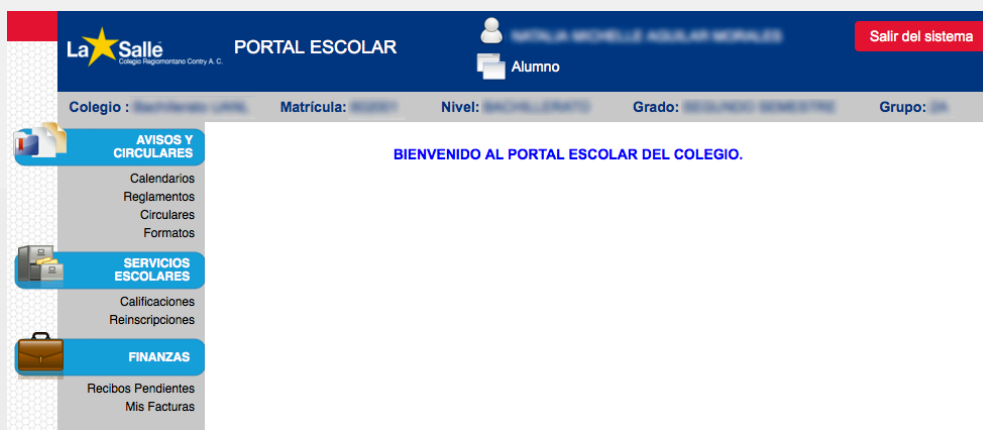 La Salle
Colegio Regiomontano Contry A. C.
PORTAL ESCOLAR
Alumno
Salir del sistema
Colegio : Matrícula: Nivel: Grado: Grupo:
AVISOS Y
CIRCULARES
Calendarios
Reglamentos
Circulares
Formatos
SERVICIOS
ESCOLARES
Calificaciones
Reinscripciones
FINANZAS
Recibos Pendientes
Mis Facturas
BIENVENIDO AL PORTAL ESCOLAR DEL COLEGIO.